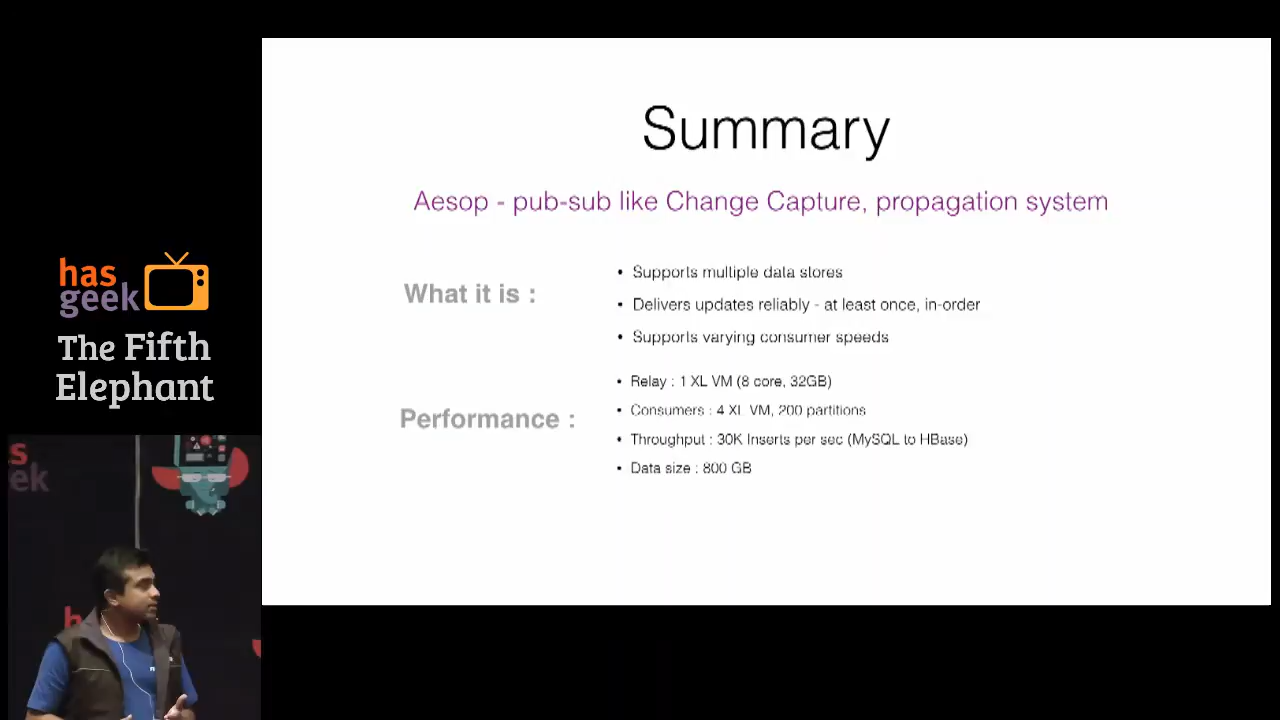 Summary
Aesop - pub-sub like Change Capture, propagation system
What it is :
• Supports multiple data stores
• Delivers updates reliably - at least once, in-order
• Supports varying consumer speeds
Performance :
• Relay : 1 XL VM (8 core, 32GB)
• Consumers : 4 XL VM, 200 partitions
• Throughput : 30K Inserts per sec (MySQL to HBase)
• Data size : 800 GB
has
geek
The Fifth
Elephant
s
ek
h